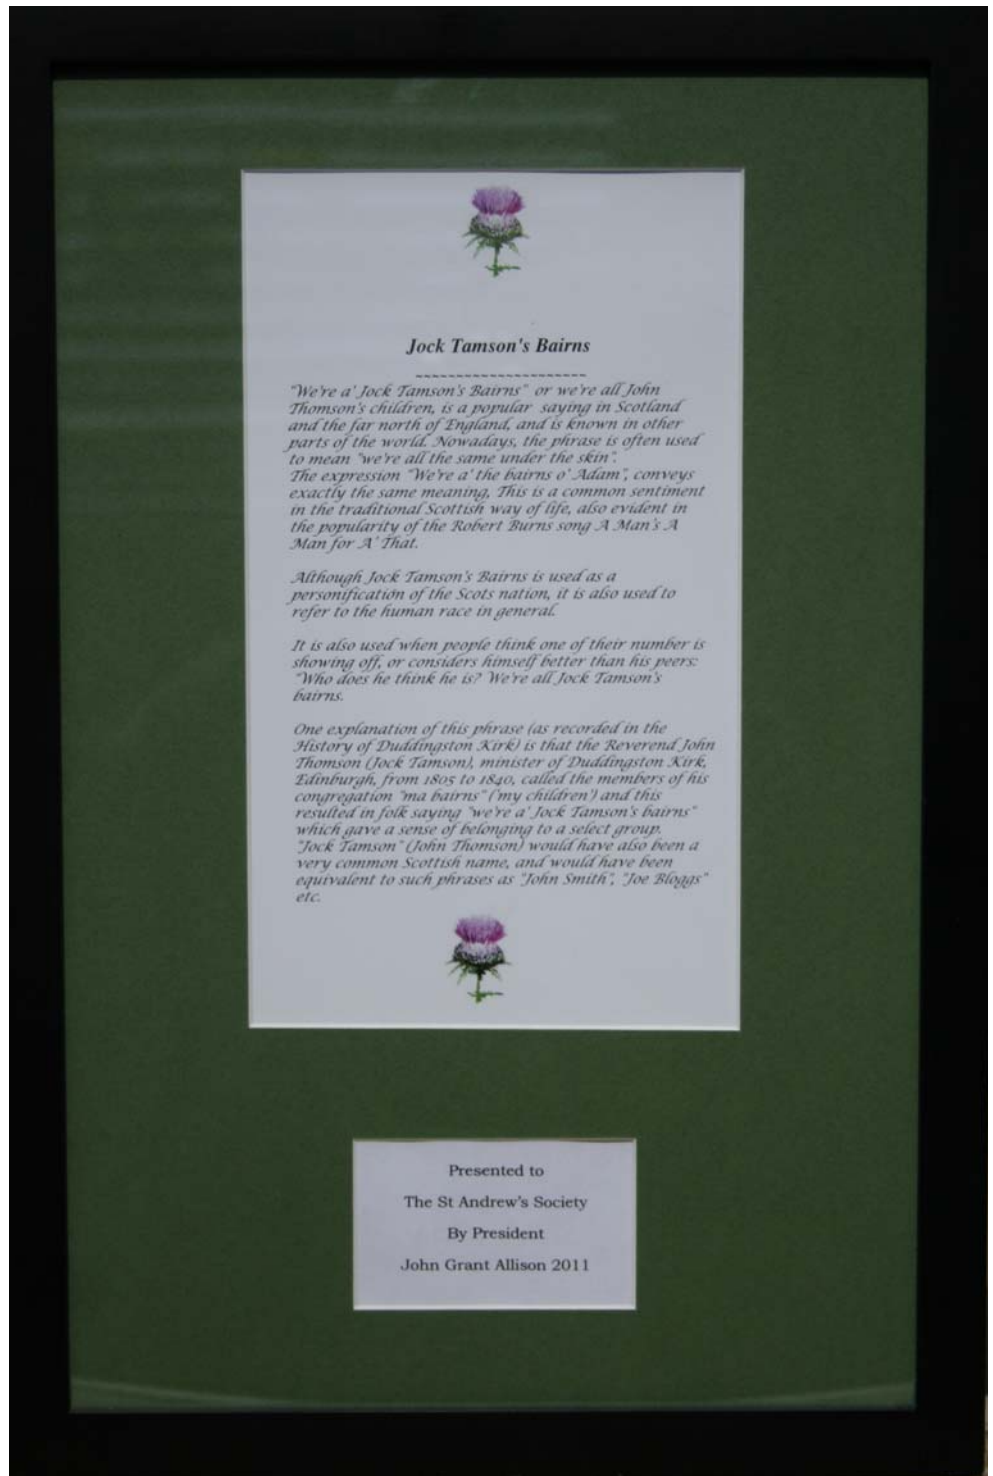 Jock Tamson's Bairns
~~~~~~~~~~~~~~~~~~~~~
"We're a' Jock Tamson's Bairns" or we're all John
Thomson's children, is a popular saying in Scotland
and the far north of England, and is known in other
parts of the world. Nowadays, the phrase is often used
to mean "we're all the same under the skin".
The expression "We're a' the bairns o' Adam", conveys
exactly the same meaning, This is a common sentiment
in the traditional Scottish way of life, also evident in
the popularity of the Robert Burns song A Man's A
Man for A' That.

Although Jock Tamson's Bairns is used as a
personification of the Scots nation, it is also used to
refer to the human race in general.

It is also used when people think one of their number is
showing off, or considers himself better than his peers:
"Who does he think he is? We're all Jock Tamson's
bairns.

One explanation of this phrase (as recorded in the
History of Duddingston Kirk) is that the Reverend John
Thomson (Jock Tamson), minister of Duddingston Kirk,
Edinburgh, from 1805 to 1840, called the members of his
congregation "ma bairns" ('my children') and this
resulted in folk saying "we're a' Jock Tamson's bairns"
which gave a sense of belonging to a select group.
"Jock Tamson" (John Thomson) would have also been a
very common Scottish name, and would have been
equivalent to such phrases as "John Smith", "Joe Bloggs"
etc.

Presented to
The St Andrew's Society
By President
John Grant Allison 2011